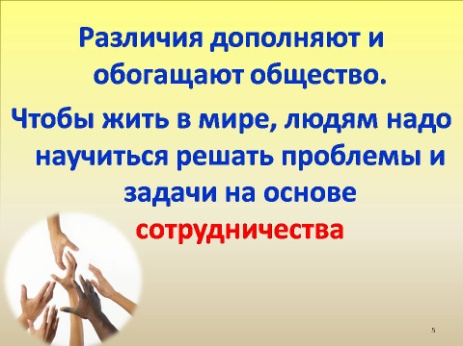 Различия дополняют и
обогащают общество.
Чтобы жить в мире, людям надо
научиться решать проблемы и
задачи на основе
сотрудничества
5